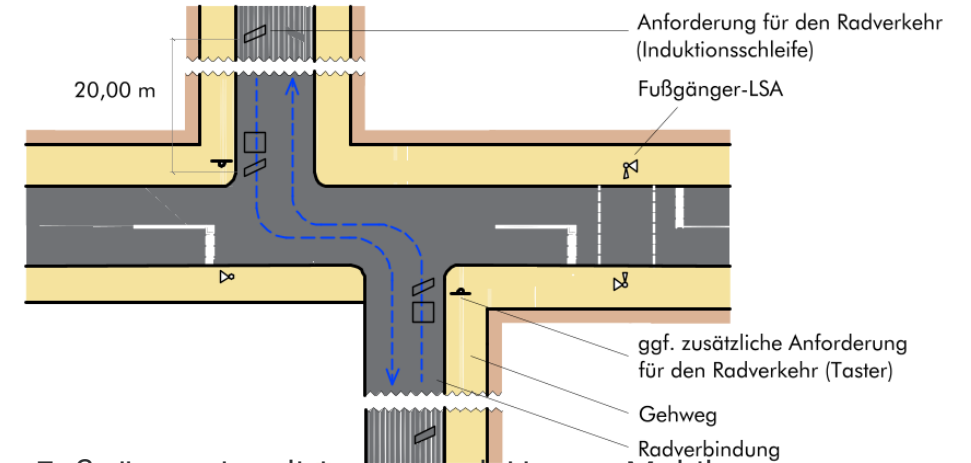 Anforderung für den Radverkehr
(Induktionsschleife)
20,00 m
Fußgänger-LSA
ggf. zusätzliche Anforderung
für den Radverkehr (Taster)
Gehweg
Radverbindung